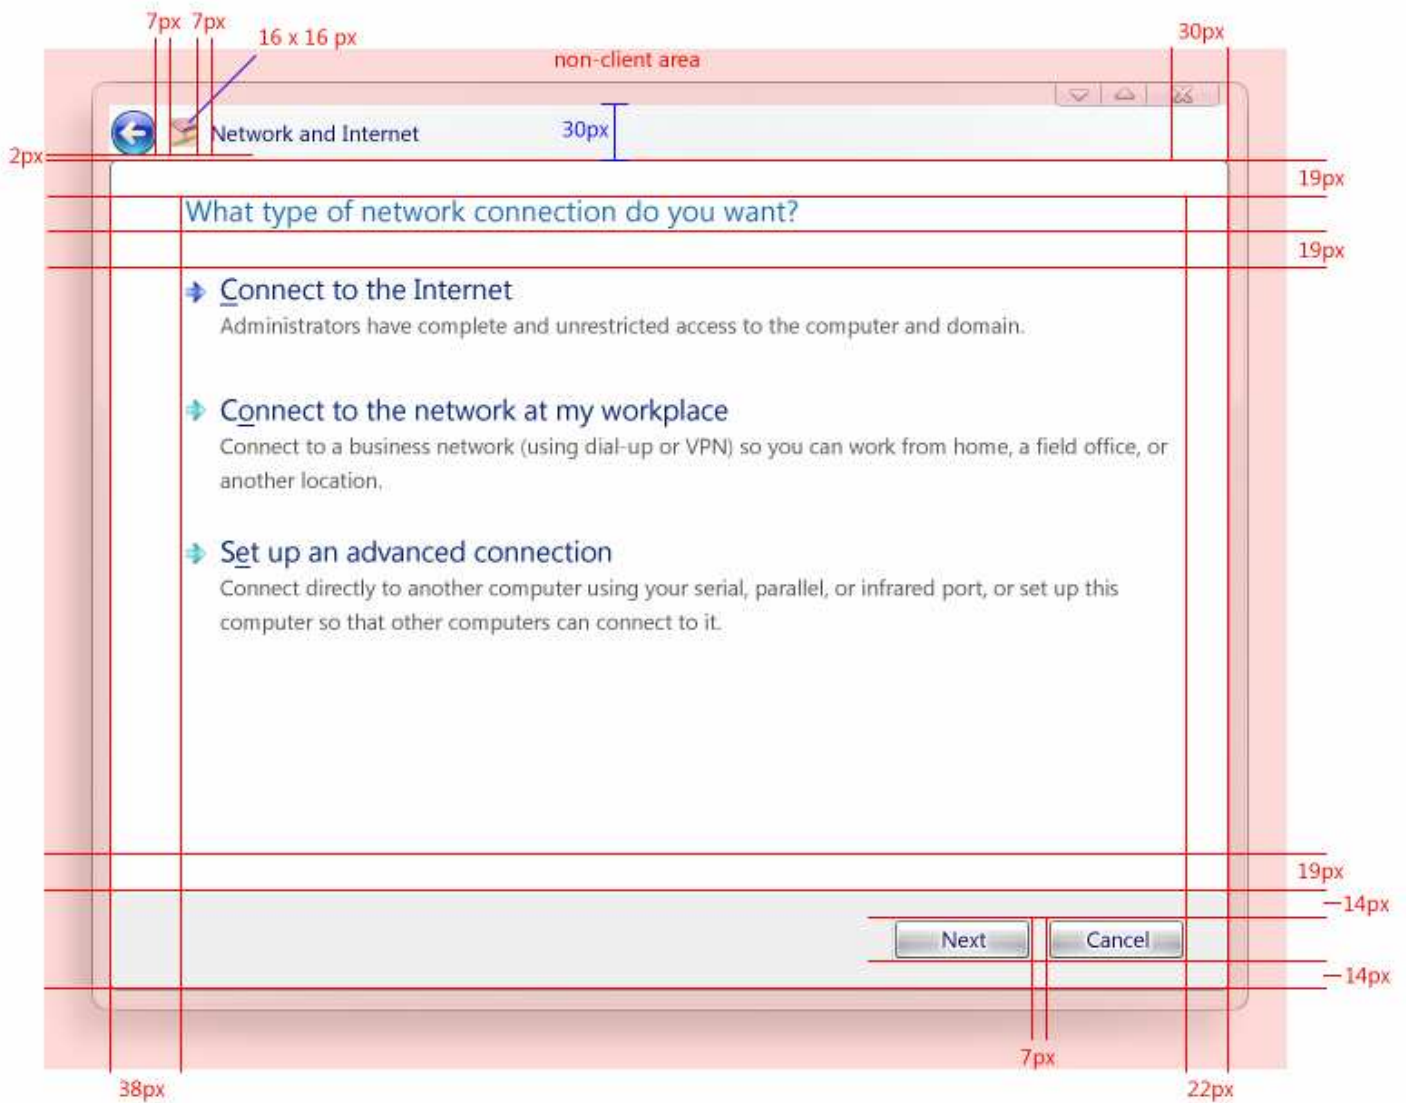 7px 7px
16 x 16 px
30px
non-client area
Network and Internet
30px
2px
19px
What type of network connection do you want?
19px
Connect to the Internet
Administrators have complete and unrestricted access to the computer and domain.
Connect to the network at my workplace
Connect to a business network (using dial-up or VPN) so you can work from home, a field office, or
another location.
Set up an advanced connection
Connect directly to another computer using your serial, parallel, or infrared port, or set up this
computer so that other computers can connect to it.
19px
14px
Next Cancel
14px
7px
38px
22px